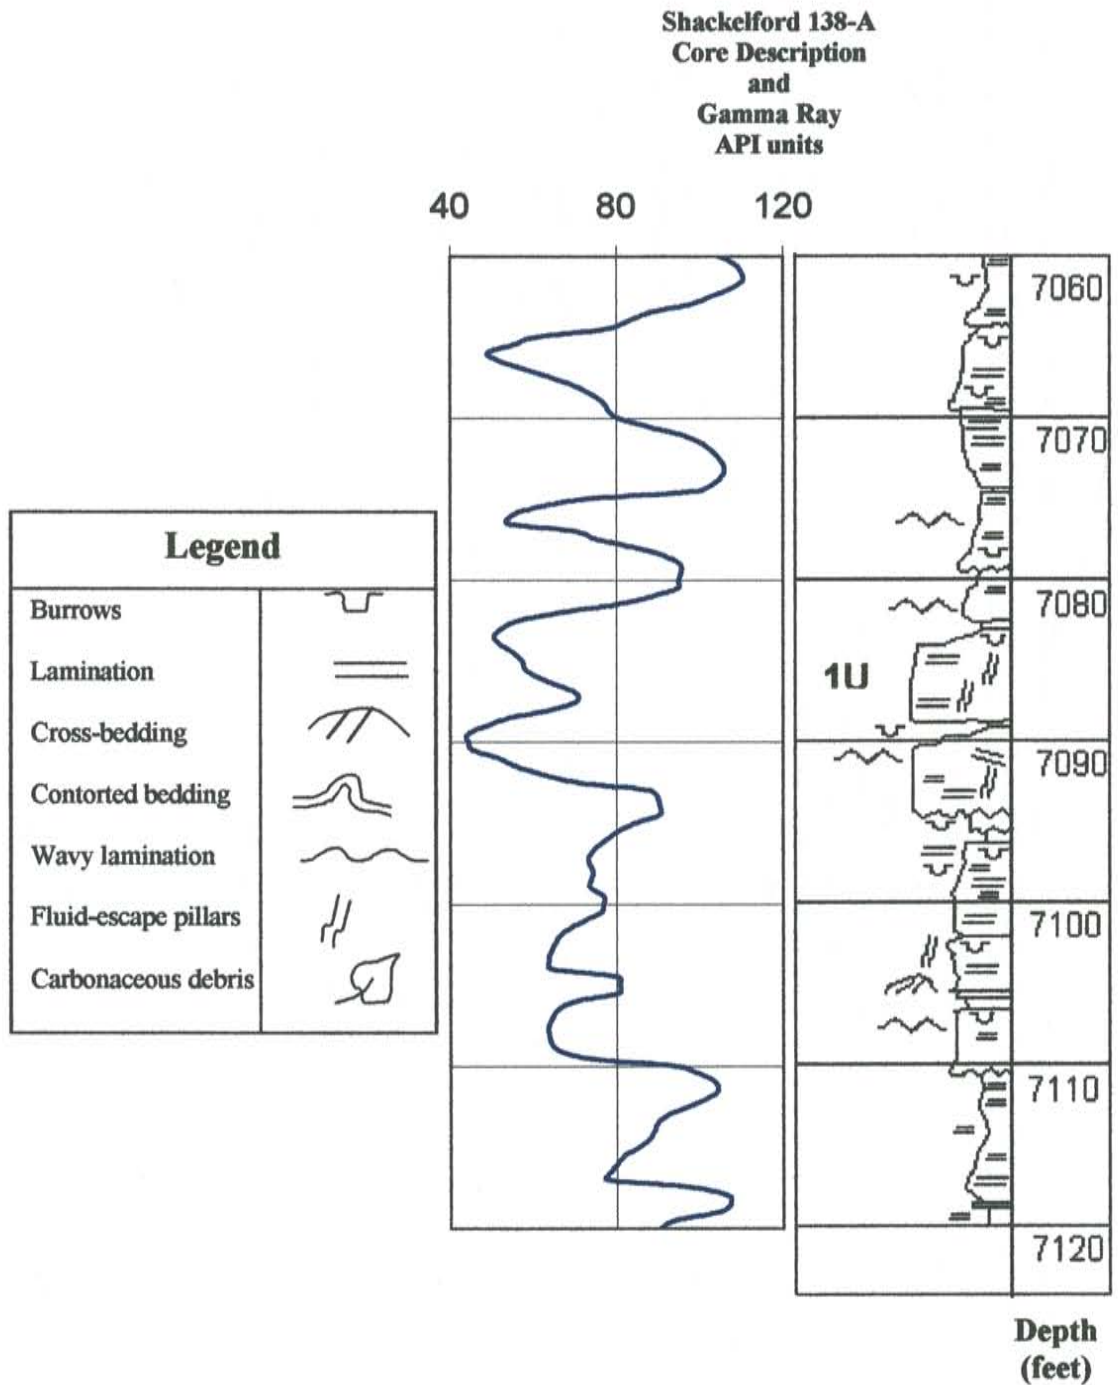 Shackelford 138-A
Core Description
and
Gamma Ray
API units
40 80 120
7060
7070
7080
1U
7090
7100
7110
7120
Depth
(feet)
Legend
Burrows
Lamination
Cross-bedding
Contorted bedding
Wavy lamination
Fluid-escape pillars
Carbonaceous debris